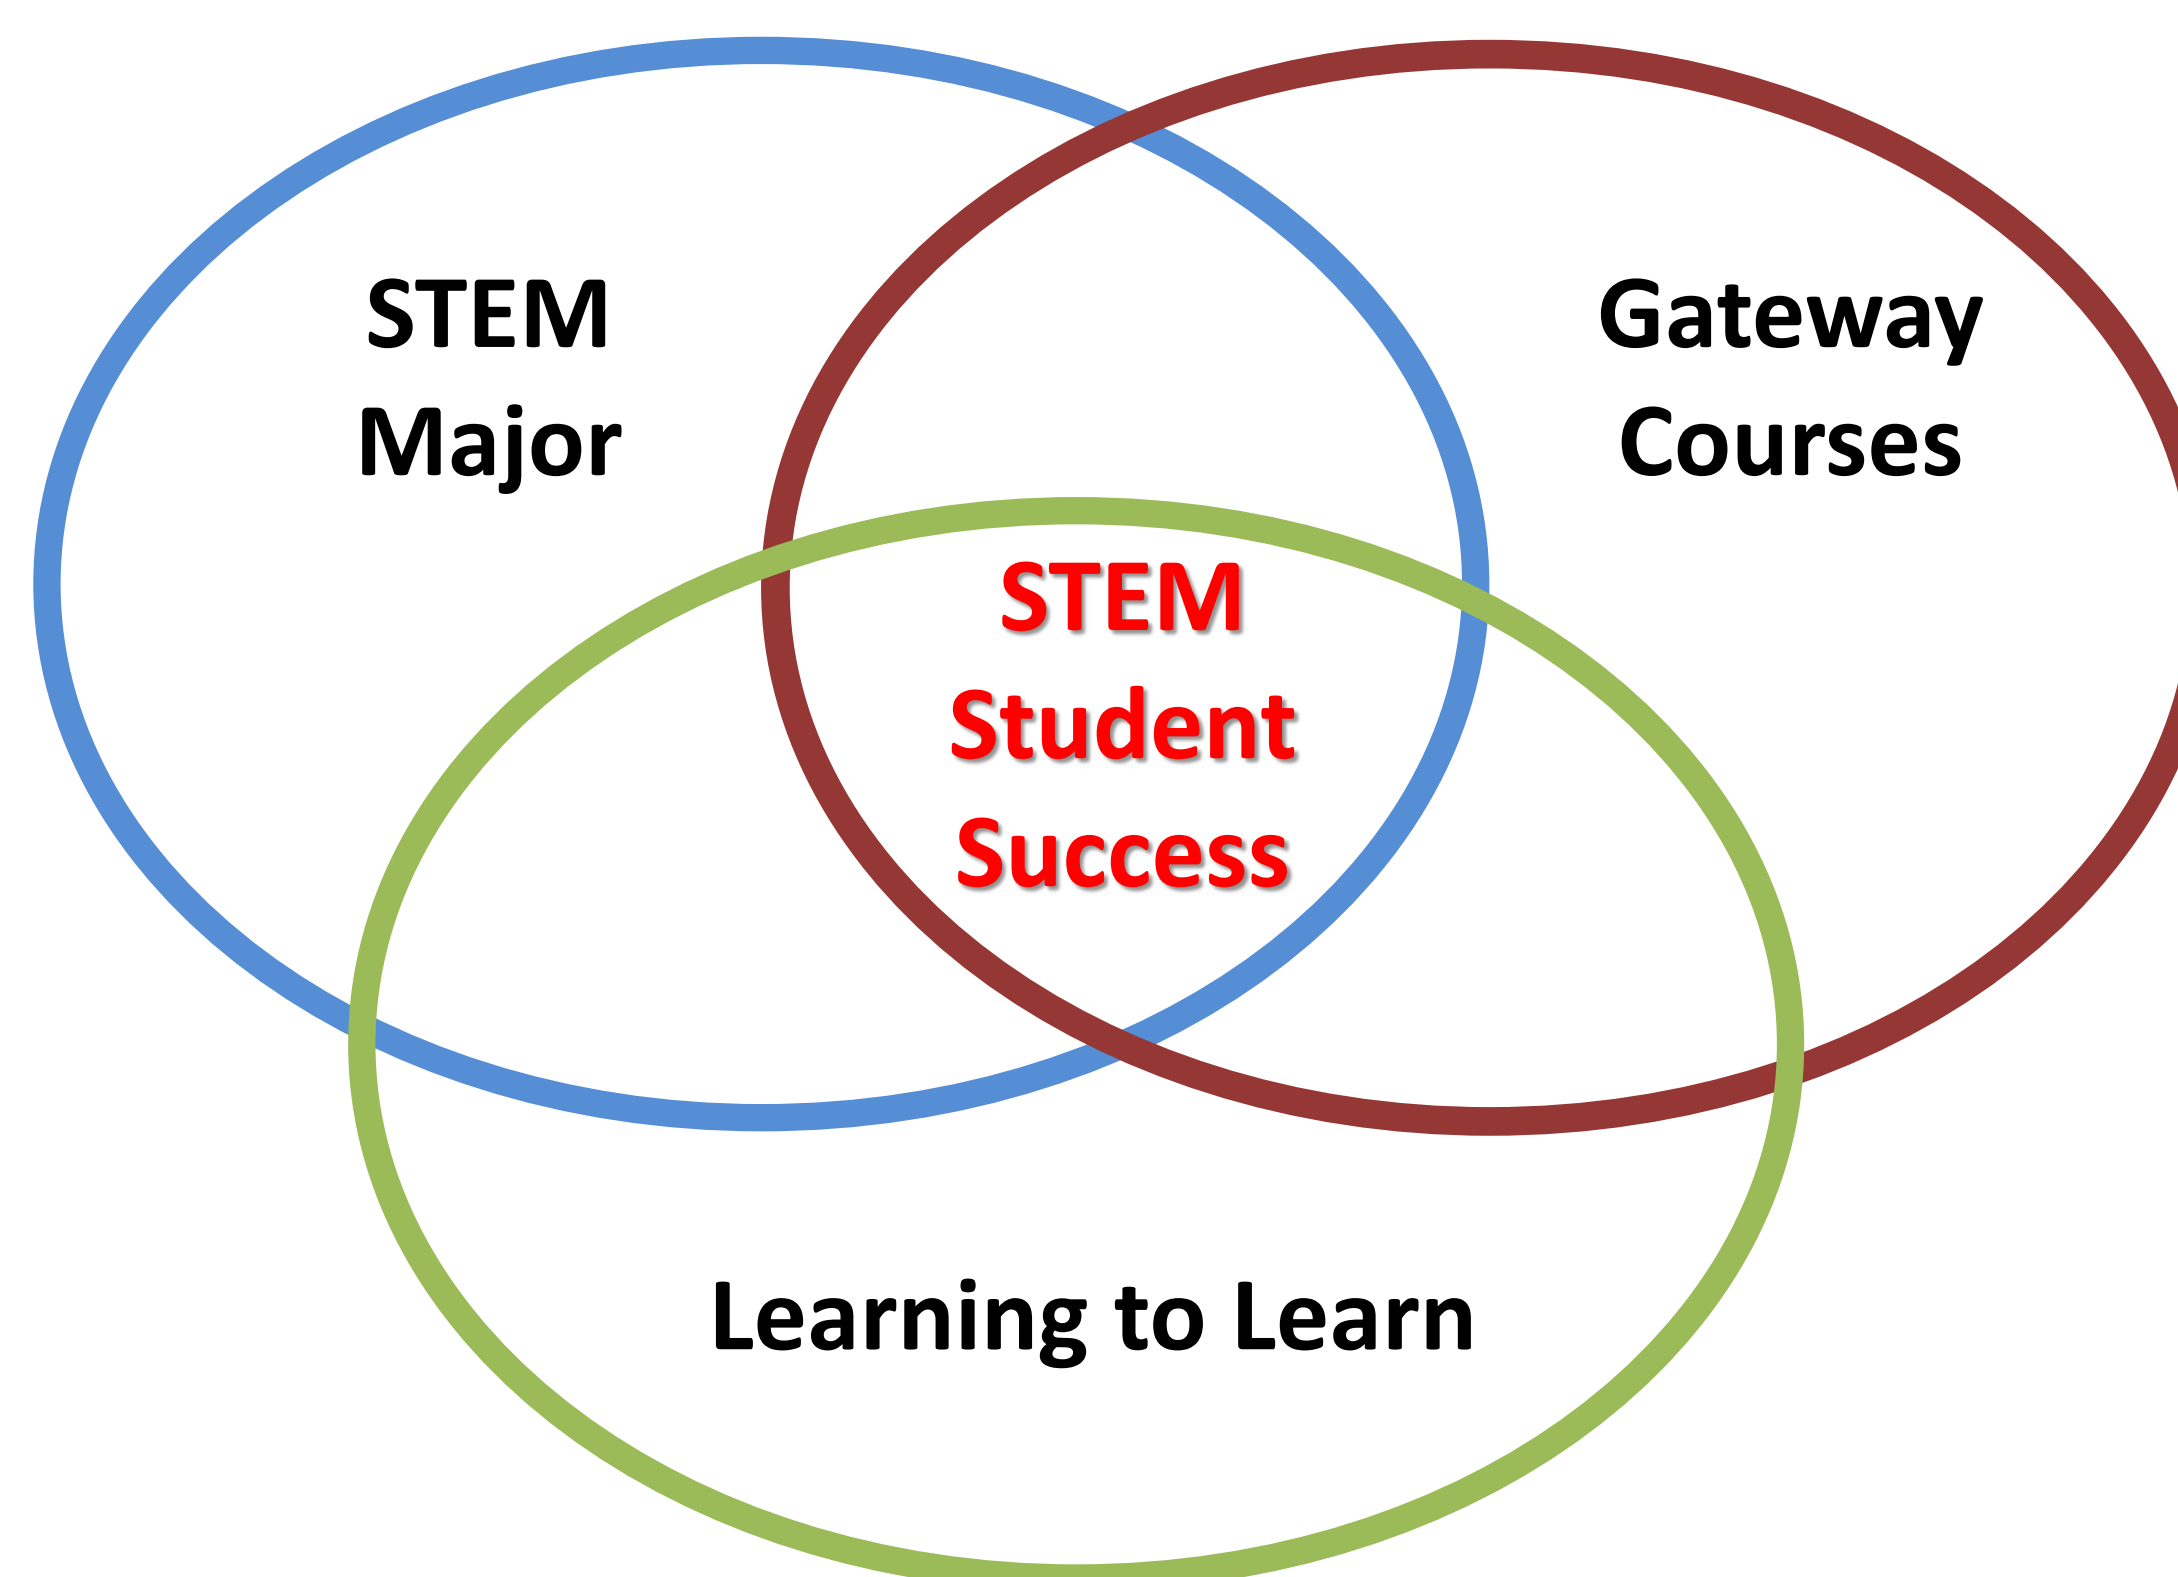 STEM
Major
Gateway
Courses
STEM
Student
Success
Learning to Learn